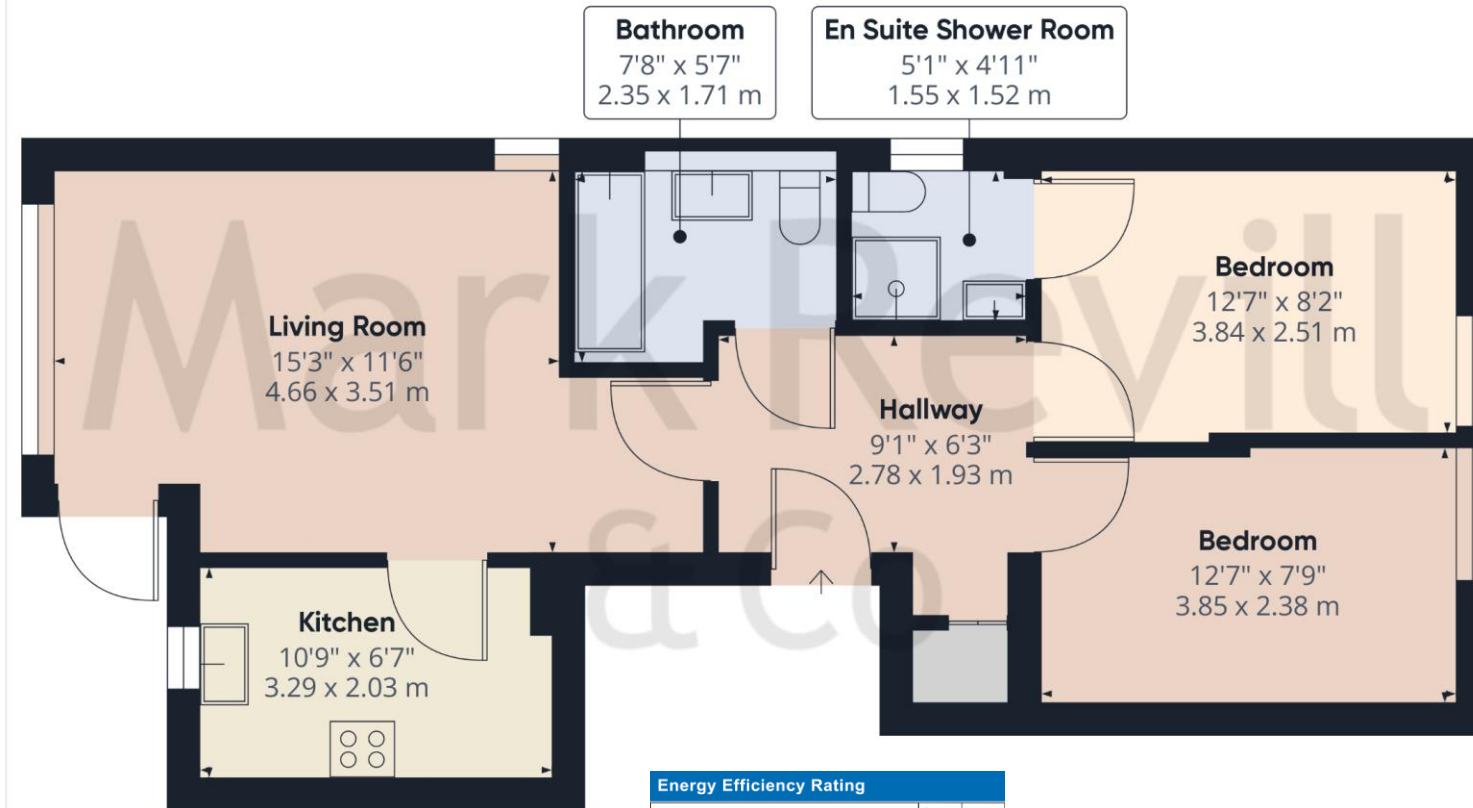 Bathroom
7'8" x 5'7"
2.35 x 1.71 m
En Suite Shower Room
5'1" x 4'11"
1.55 x 1.52 m
Mark Revill
& Co
Living Room
15'3" x 11'6"
4.66 x 3.51 m
Bedroom
12'7" x 8'2"
3.84 x 2.51 m
Hallway
9'1" x 6'3"
2.78 x 1.93 m
Bedroom
12'7" x 7'9"
3.85 x 2.38 m
Kitchen
10'9" x 6'7"
3.29 x 2.03 m
Energy Efficiency Rating